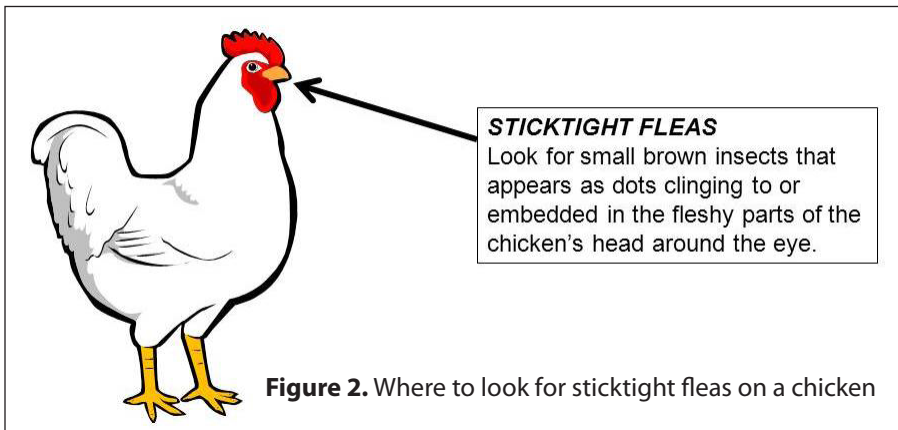 STICKTIGHT FLEAS
Look for small brown insects that
appears as dots clinging to or
embedded in the fleshy parts of the
chicken's head around the eye.
Figure 2. Where to look for sticktight fleas on a chicken